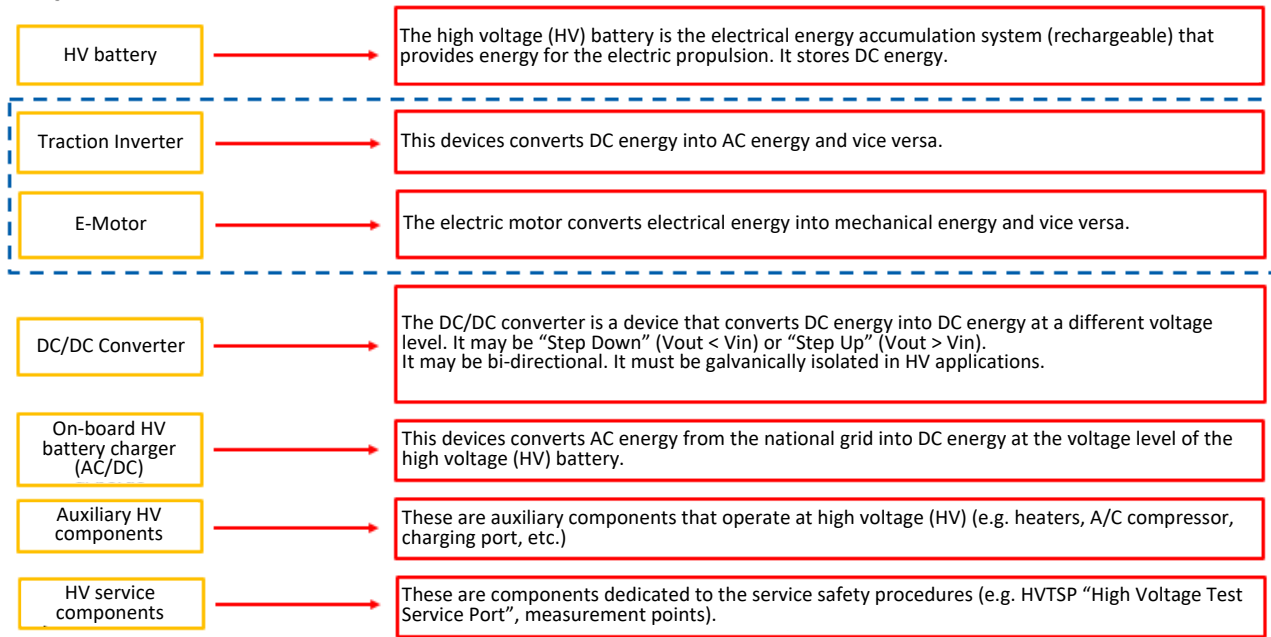 HV battery
The high voltage (HV) battery is the electrical energy accumulation system (rechargeable) that
provides energy for the electric propulsion. It stores DC energy.
Traction Inverter
This devices converts DC energy into AC energy and vice versa.
E-Motor
The electric motor converts electrical energy into mechanical energy and vice versa.
DC/DC Converter
The DC/DC converter is a device that converts DC energy into DC energy at a different voltage
level. It may be “Step Down” (Vout < Vin) or “Step Up” (Vout > Vin).
It may be bi-directional. It must be galvanically isolated in HV applications.
On-board HV
battery charger
(AC/DC)
This devices converts AC energy from the national grid into DC energy at the voltage level of the
high voltage (HV) battery.
Auxiliary HV
components
These are auxiliary components that operate at high voltage (HV) (e.g. heaters, A/C compressor,
charging port, etc.)
HV service
components
These are components dedicated to the service safety procedures (e.g. HVTSP “High Voltage Test
Service Port”, measurement points).